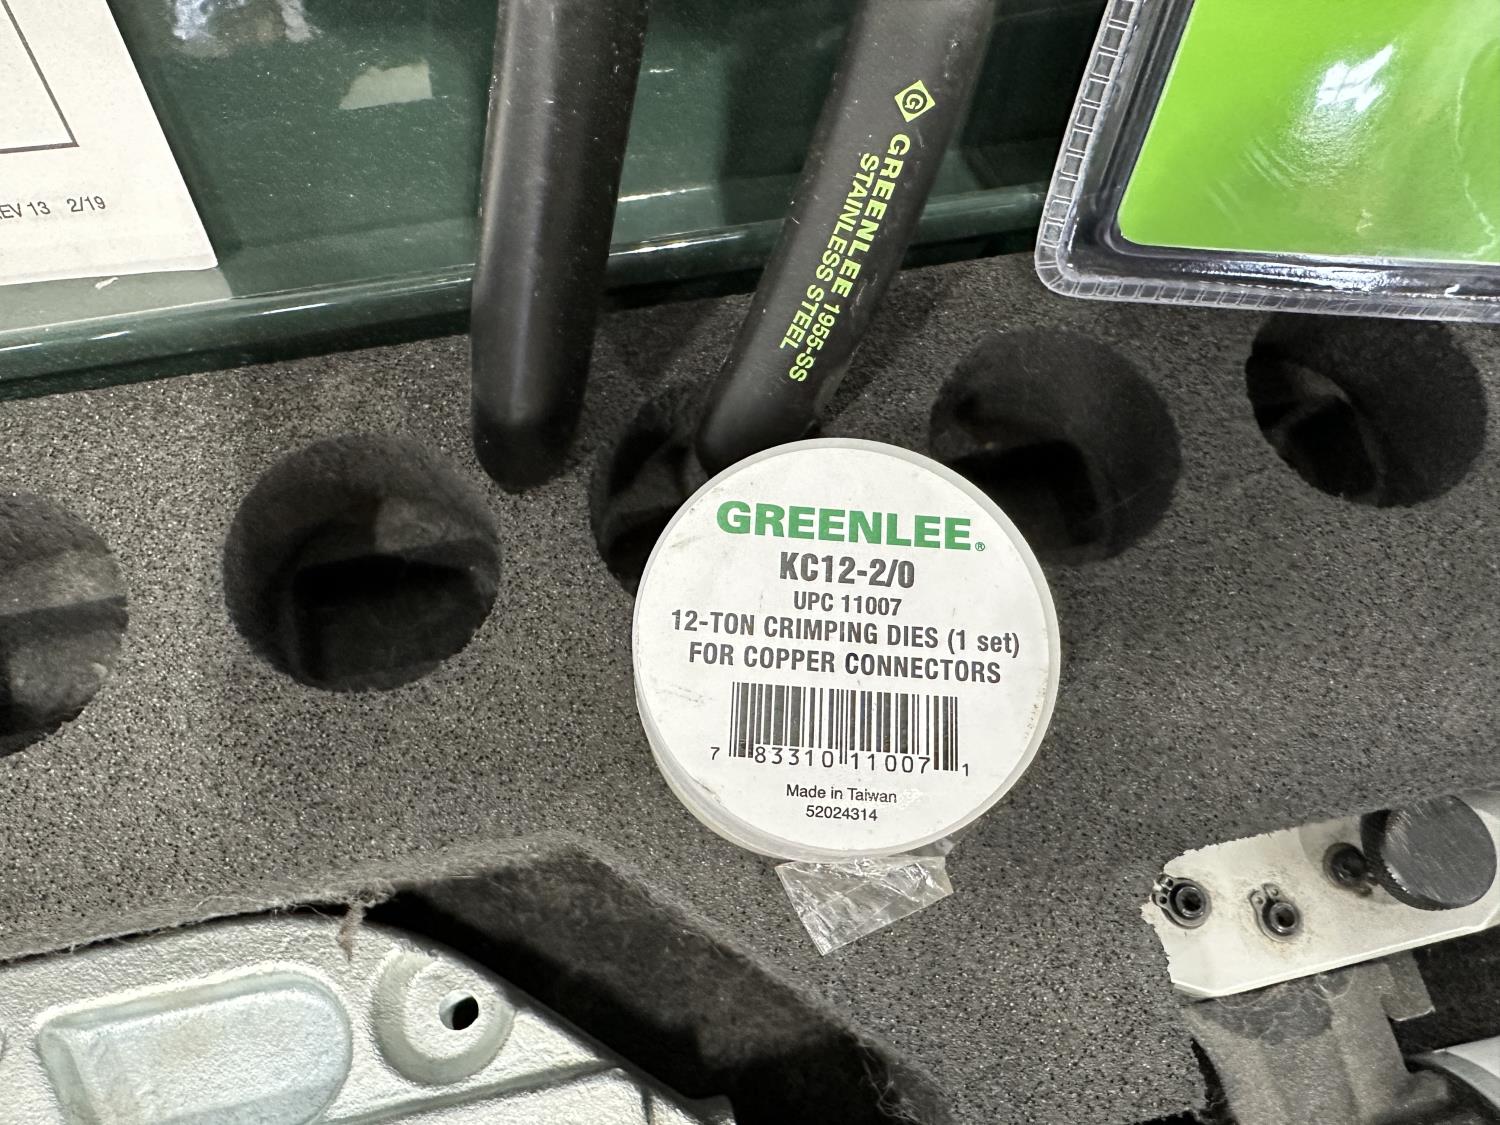 EV 13 2/19
G
GREENLEE 1955-SS
STAINLESS STEEL
GREENLEE®
KC12-2/0
UPC 11007
12-TON CRIMPING DIES (1 set)
FOR COPPER CONNECTORS
7 83310 11007 1
Made in Taiwan
52024314